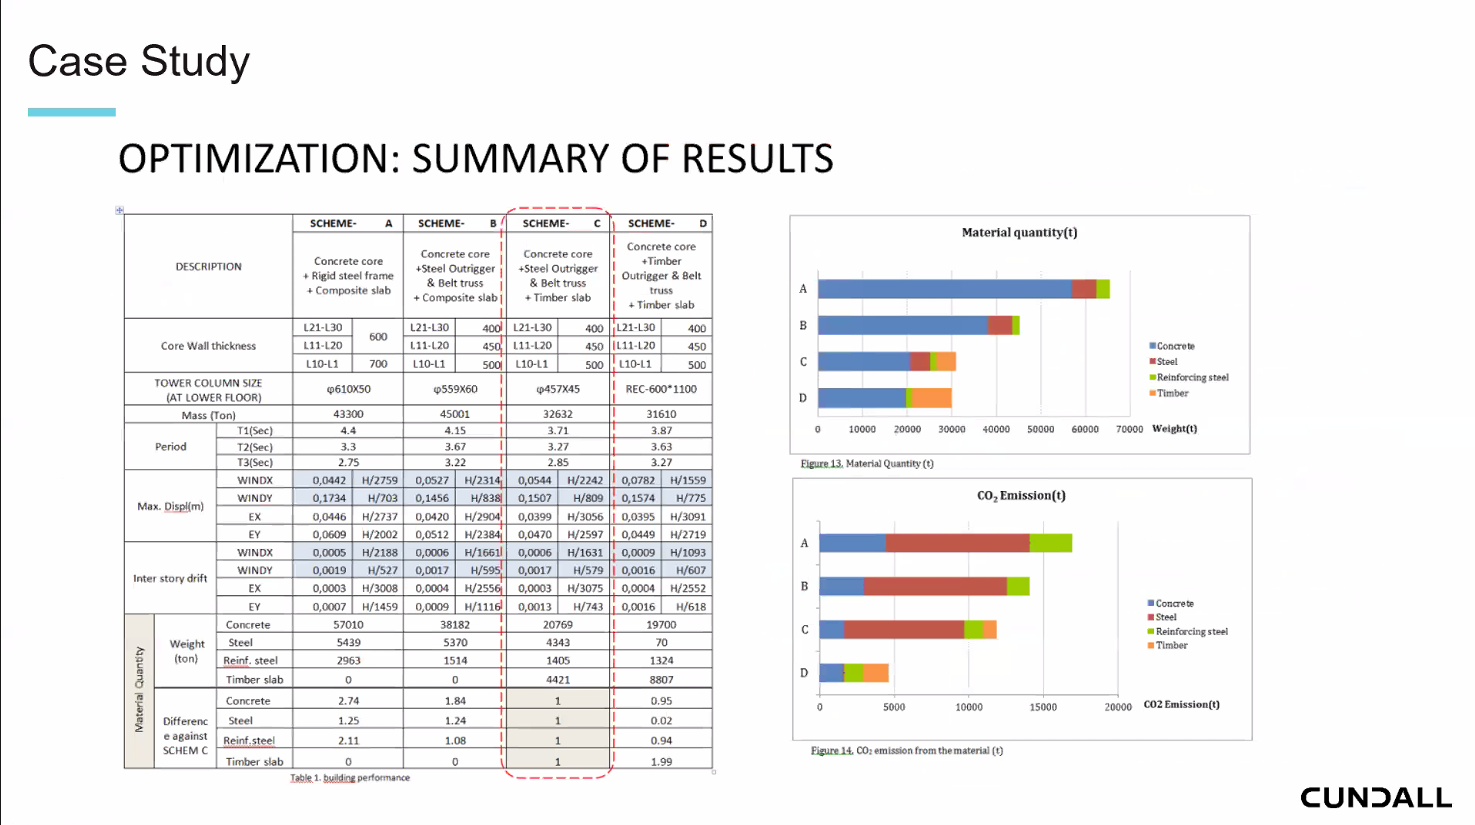 Case Study
OPTIMIZATION: SUMMARY OF RESULTS
DESCRIPTION SCHEME- A SCHEME- B SCHEME- C SCHEME- D
Concrete core + Rigid steel frame + Composite slab
Concrete core +Steel Outrigger & Belt truss + Composite slab
Concrete core +Steel Outrigger & Belt truss + Timber slab
Concrete core +Timber Outrigger & Belt truss + Timber slab
Core Wall thickness
L21-L30 600 L21-L30 400 L21-L30 400 L21-L30 400
L11-L20 L11-L20 450 L11-L20 450 L11-L20 450
L10-L1 700 L10-L1 500 L10-L1 500 L10-L1 500
TOWER COLUMN SIZE (AT LOWER FLOOR) φ610X50 φ559X60 φ457X45 REC-600*1100
Mass (Ton) 43300 45001 32632 31610
Period
T1(Sec) 4.4 4.15 3.71 3.87
T2(Sec) 3.3 3.67 3.27 3.63
T3(Sec) 2.75 3.22 2.85 3.27
Max. Displ(m)
WINDX 0,0442 H/2759 0,0527 H/2314 0,0544 H/2242 0,0782 H/1559
WINDY 0,1734 H/703 0,1456 H/838 0,1507 H/809 0,1574 H/775
EX 0,0446 H/2737 0,0420 H/2904 0,0399 H/3056 0,0395 H/3091
EY 0,0609 H/2002 0,0512 H/2384 0,0470 H/2597 0,0449 H/2719
Inter story drift
WINDX 0,0005 H/2188 0,0006 H/1661 0,0006 H/1631 0,0009 H/1093
WINDY 0,0019 H/527 0,0017 H/595 0,0017 H/579 0,0016 H/607
EX 0,0003 H/3008 0,0004 H/2556 0,0003 H/3075 0,0004 H/2552
EY 0,0007 H/1459 0,0009 H/1116 0,0013 H/743 0,0016 H/618
Material Quantity
Weight (ton)
Concrete 57010 38182 20769 19700
Steel 5439 5370 4343 70
Reinf. steel 2963 1514 1405 1324
Timber slab 0 0 4421 8807
Differenc e against SCHEM C
Concrete 2.74 1.84 1 0.95
Steel 1.25 1.24 1 0.02
Reinf.steel 2.11 1.08 1 0.94
Timber slab 0 0 1 1.99
Table 1. building performance
Material quantity(t)
A
B
C
D
0 10000 20000 30000 40000 50000 60000 70000 Weight(t)
Concrete
Steel
Reinforcing steel
Timber
Figure 13. Material Quantity (t)
CO2 Emission(t)
A
B
C
D
0 5000 10000 15000 20000 CO2 Emission(t)
Concrete
Steel
Reinforcing steel
Timber
Figure 14. CO2 emission from the material (t)
CUNDALL